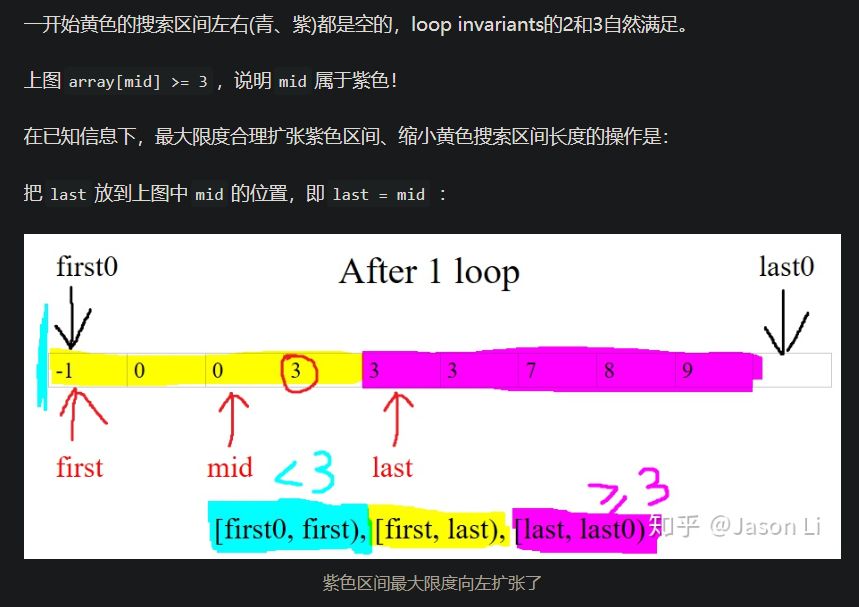 一开始黄色的搜索区间左右(青、紫)都是空的，loop invariants的2和3自然满足。
上图 array[mid] >= 3 ，说明 mid 属于紫色！
在已知信息下，最大限度合理扩张紫色区间、缩小黄色搜索区间长度的操作是：
把 last 放到上图中 mid 的位置，即 last = mid ：
first0 After 1 loop last0
-1 0 0 3 3 3 7 8 9
first mid last
<3 ≥3
[first0, first), [first, last), [last, last0)
知乎 @Jason Li
紫色区间最大限度向左扩张了